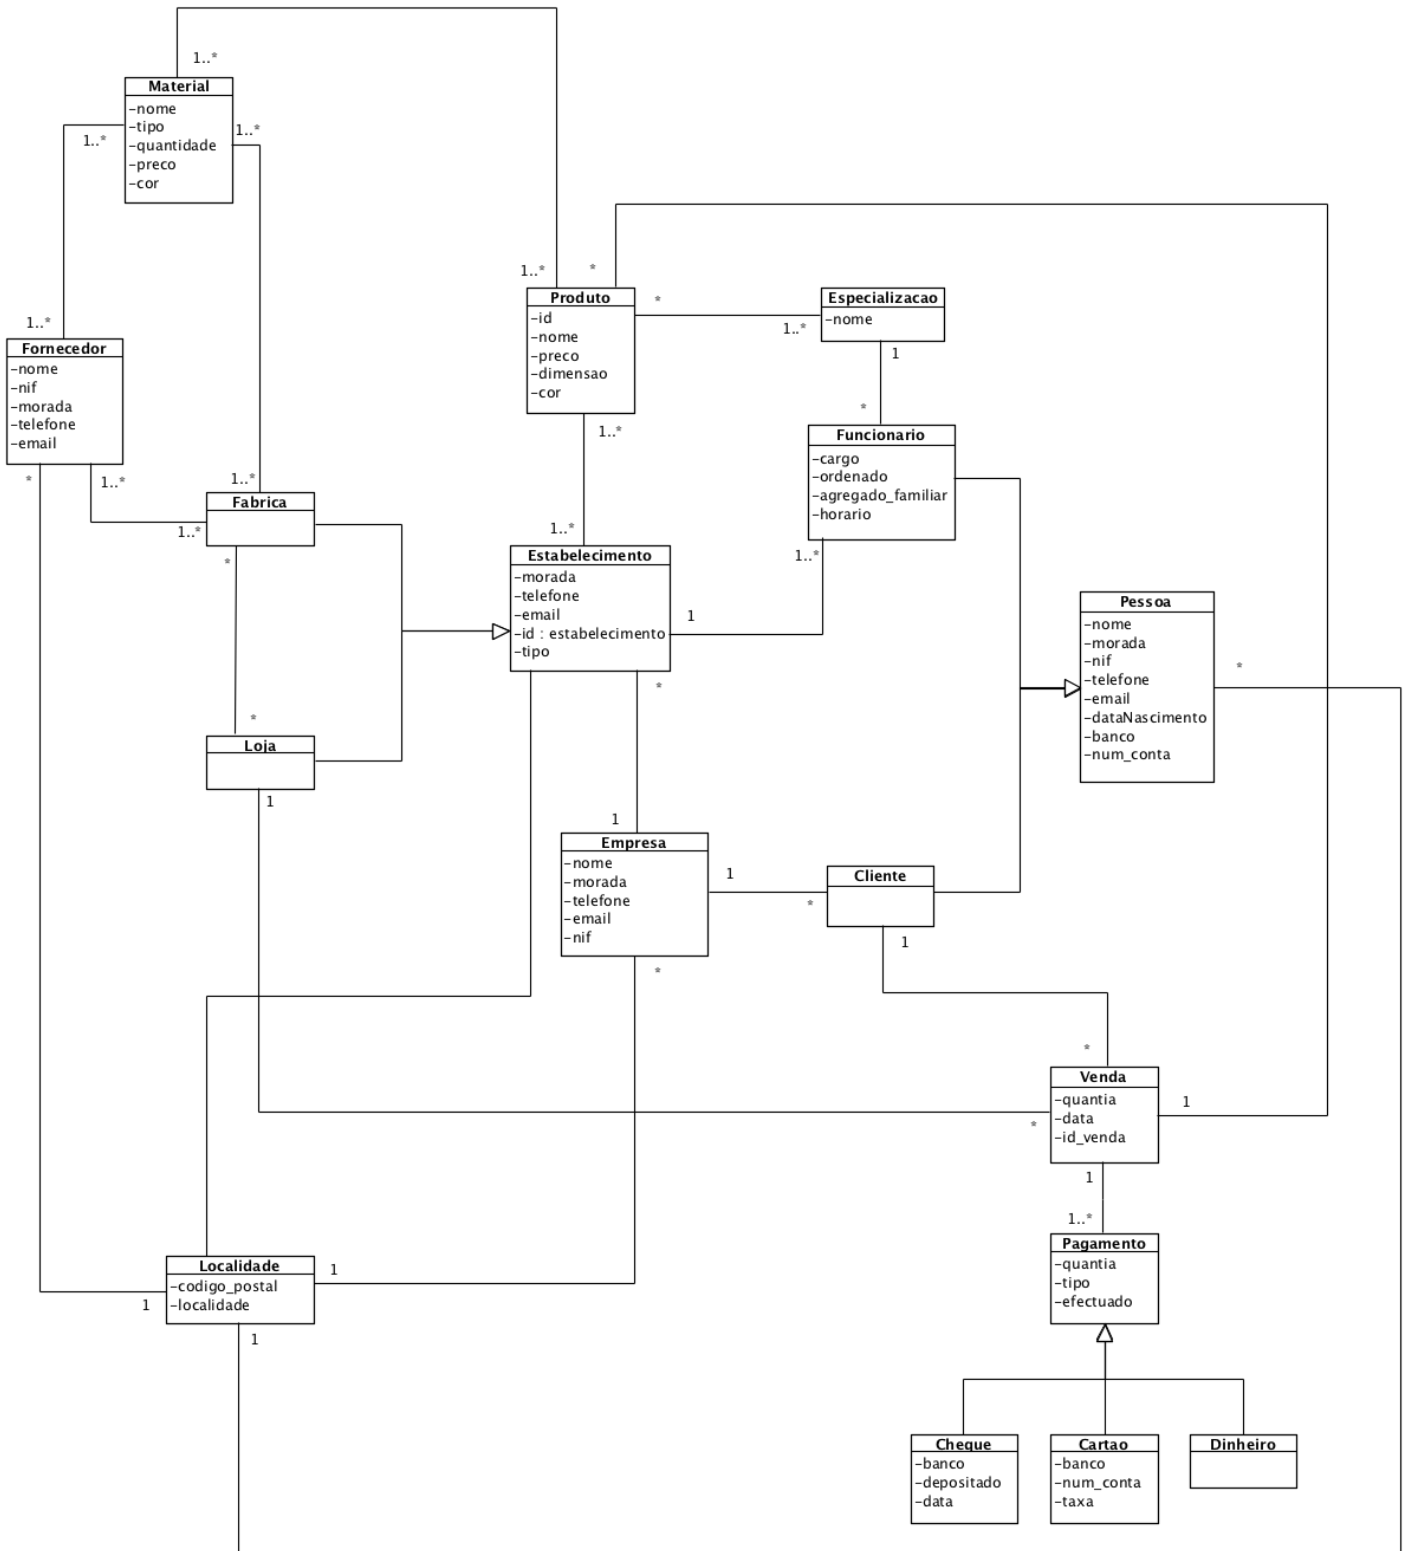 1..*
Material
-nome
-tipo
-quantidade
-preco
-cor
1..*
1..*
1..*
*
Produto
-id
-nome
-preco
-dimensao
-cor
*
1..*
Especializacao
-nome
1
1..*
Fornecedor
-nome
-nif
-morada
-telefone
-email
*
1..*
1..*
1..*
Fabrica
*
1..*
1..*
*
Funcionario
-cargo
-ordenado
-agregado_familiar
-horario
1..*
Estabelecimento
-morada
-telefone
-email
-id : estabelecimento
-tipo
1
*
Pessoa
-nome
-morada
-nif
-telefone
-email
-dataNascimento
-banco
-num_conta
*
*
Loja
1
1
Empresa
-nome
-morada
-telefone
-email
-nif
1
*
*
Cliente
1
*
Venda
-quantia
-data
-id_venda
1
*
1
1..*
Localidade
-codigo_postal
-localidade
1
1
1
Pagamento
-quantia
-tipo
-efectuado
Cheque
-banco
-depositado
-data
Cartao
-banco
-num_conta
-taxa
Dinheiro